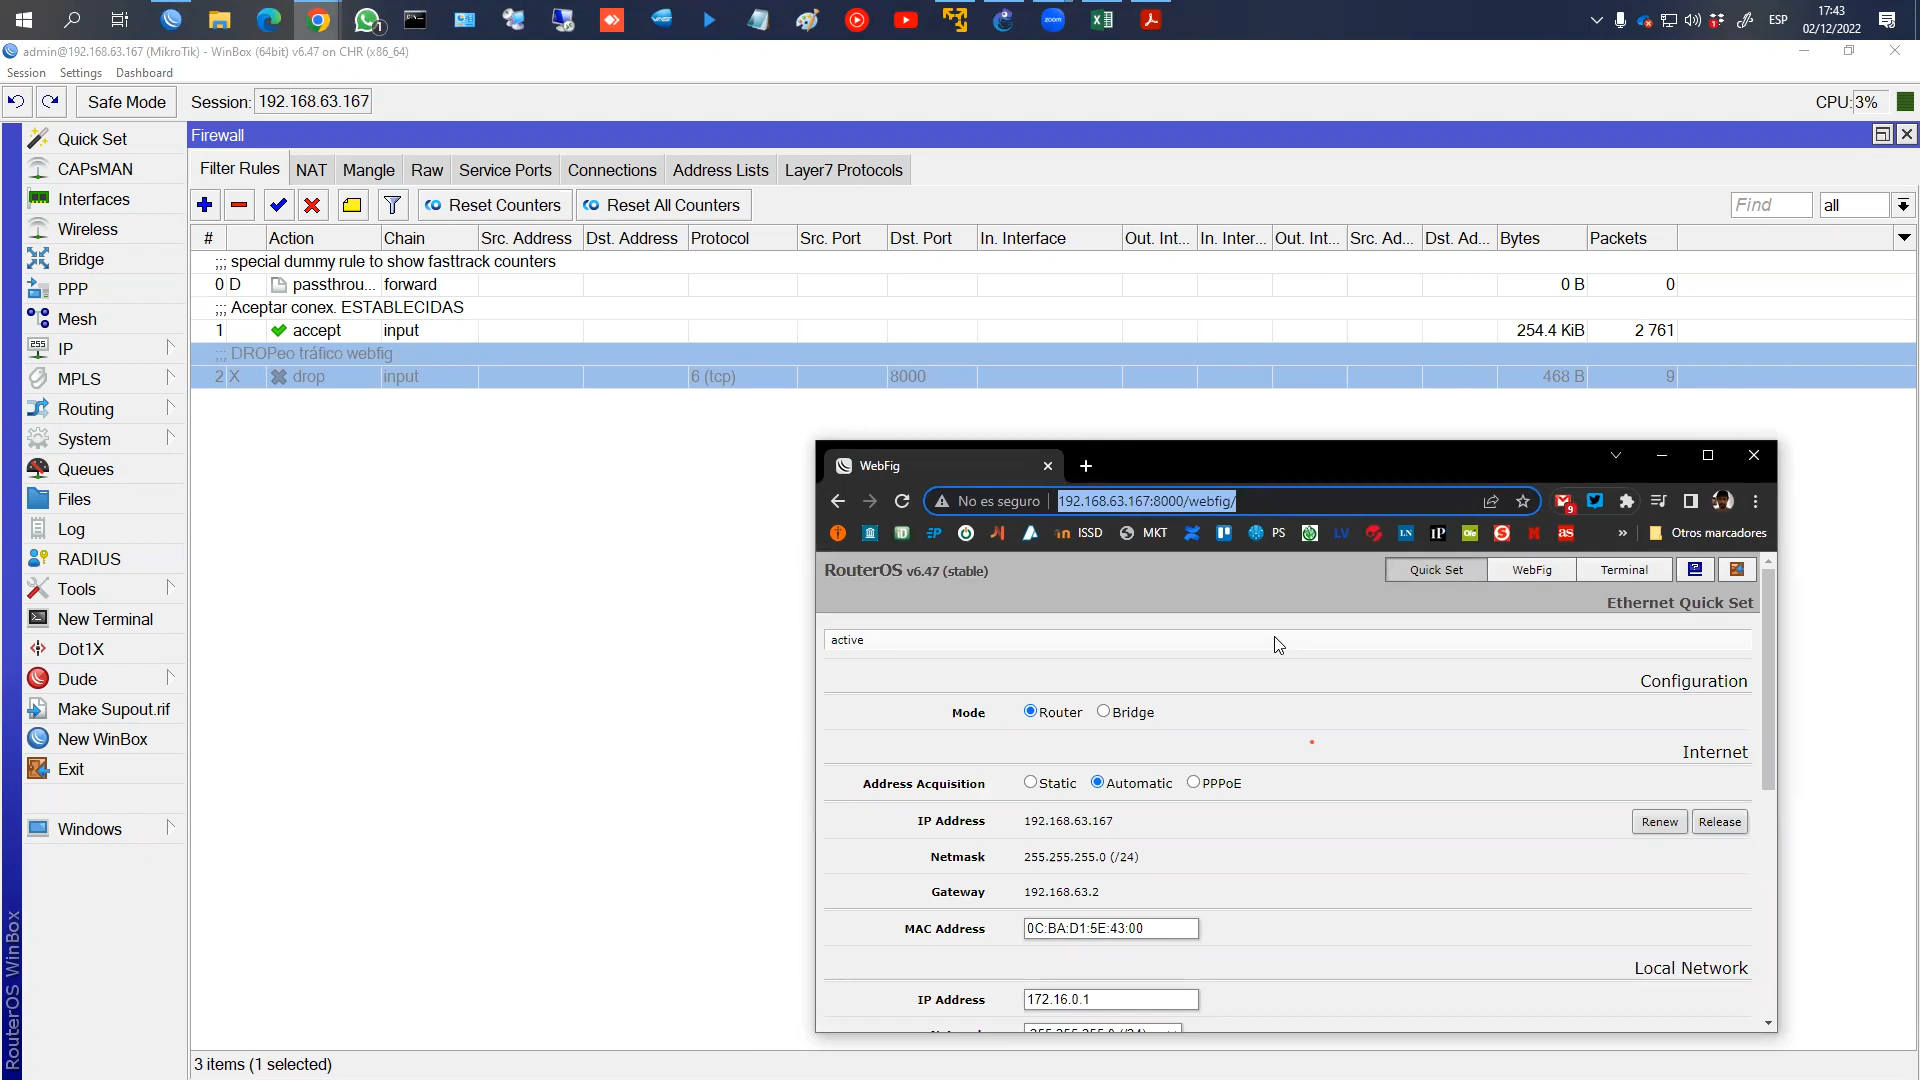 ESP
17:43
02/12/2022
admin@192.168.63.167 (MikroTik) - WinBox (64bit) v6.47 on CHR (x86_64)
Session Settings Dashboard
Safe Mode Session: 192.168.63.167 CPU: 3%
Quick Set
CAPsMAN
Interfaces
Wireless
Bridge
PPP
Mesh
IP
MPLS
Routing
System
Queues
Files
Log
RADIUS
Tools
New Terminal
Dot1X
Dude
Make Supout.rif
New WinBox
Exit
Windows
RouterOS WinBox
Firewall
Filter Rules NAT Mangle Raw Service Ports Connections Address Lists Layer7 Protocols
Reset Counters Reset All Counters Find all
# Action Chain Src. Address Dst. Address Protocol Src. Port Dst. Port In. Interface Out. Int... In. Inter... Out. Int... Src. Ad... Dst. Ad... Bytes Packets
;;; special dummy rule to show fasttrack counters
0 D passthrou... forward 0 B 0
;;; Aceptar conex. ESTABLECIDAS
1 accept input 254.4 KiB 2 761
;;; DROPeo tráfico webfig
2 X drop input 6 (tcp) 8000 468 B 9
WebFig
No es seguro 192.168.63.167:8000/webfig/
ISSD MKT PS Otros marcadores
RouterOS v6.47 (stable) Quick Set WebFig Terminal
Ethernet Quick Set
active
Configuration
Mode Router Bridge
Internet
Address Acquisition Static Automatic PPPoE
IP Address 192.168.63.167 Renew Release
Netmask 255.255.255.0 (/24)
Gateway 192.168.63.2
MAC Address 0C:BA:D1:5E:43:00
Local Network
IP Address 172.16.0.1
3 items (1 selected)